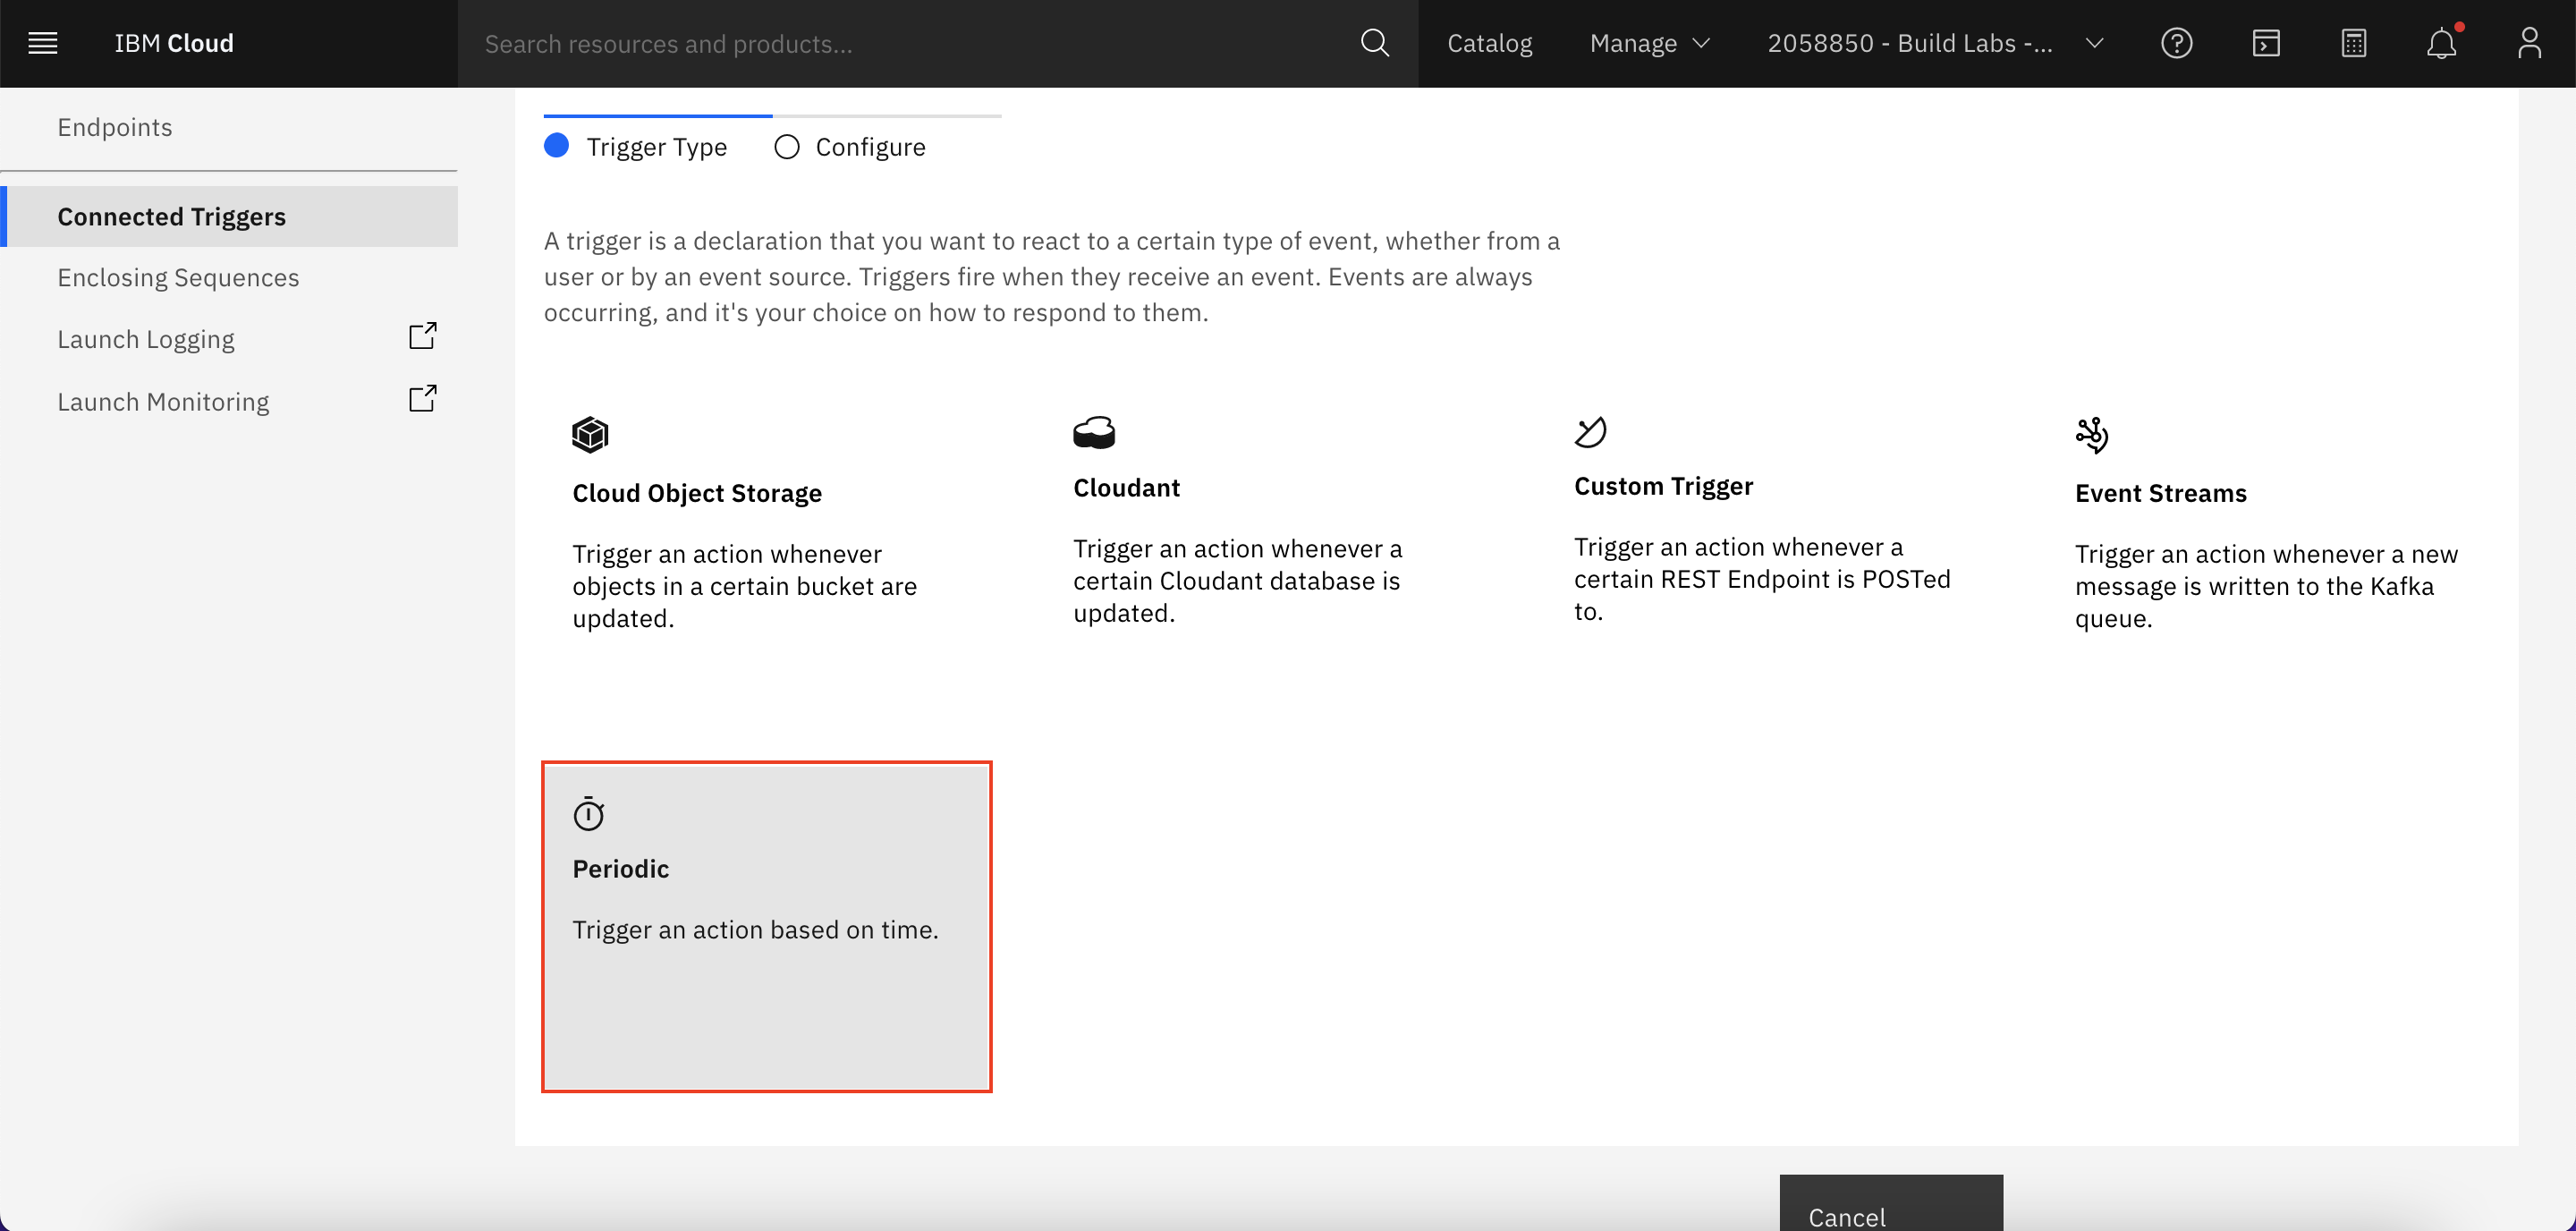 IBM Cloud
Search resources and products...
Catalog
Manage
2058850 - Build Labs -...
Endpoints
Connected Triggers
Enclosing Sequences
Launch Logging
Launch Monitoring
Trigger Type
Configure
A trigger is a declaration that you want to react to a certain type of event, whether from a
user or by an event source. Triggers fire when they receive an event. Events are always
occurring, and it's your choice on how to respond to them.
Cloud Object Storage
Trigger an action whenever
objects in a certain bucket are
updated.
Cloudant
Trigger an action whenever a
certain Cloudant database is
updated.
Custom Trigger
Trigger an action whenever a
certain REST Endpoint is POSTed
to.
Event Streams
Trigger an action whenever a new
message is written to the Kafka
queue.
Periodic
Trigger an action based on time.
Cancel